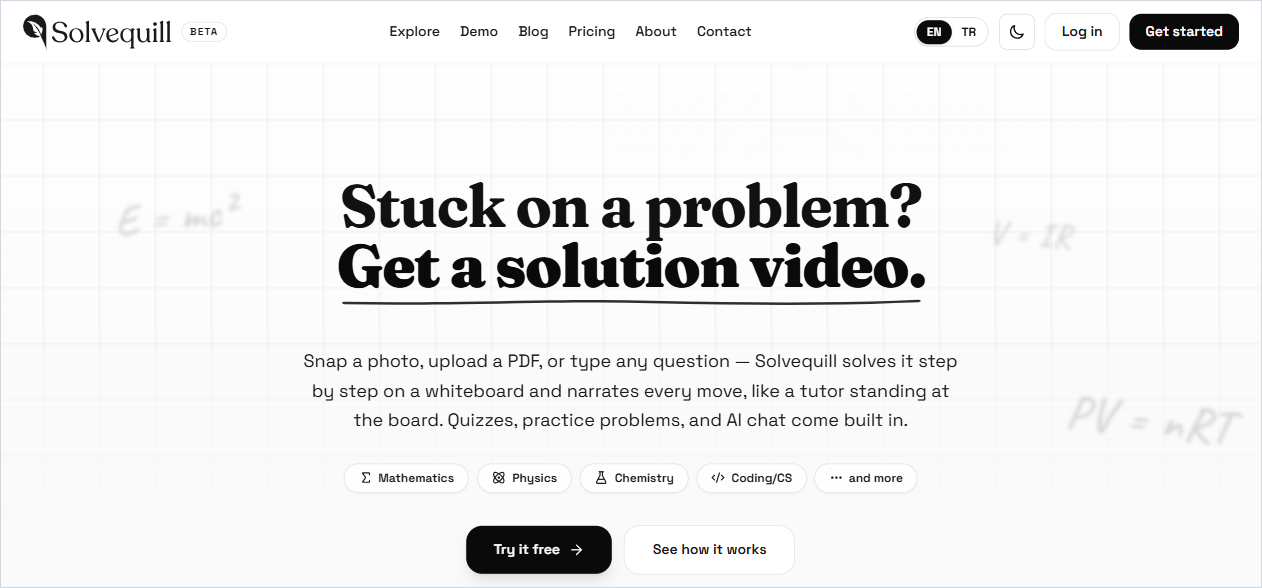 Solvequill BETA
Explore Demo Blog Pricing About Contact
EN TR
Log in
Get started
E = mc²
V = IR
Stuck on a problem?
Get a solution video.
Snap a photo, upload a PDF, or type any question — Solvequill solves it step
by step on a whiteboard and narrates every move, like a tutor standing at
the board. Quizzes, practice problems, and AI chat come built in.
PV = nRT
Σ Mathematics Physics Chemistry </> Coding/CS ··· and more
Try it free →
See how it works